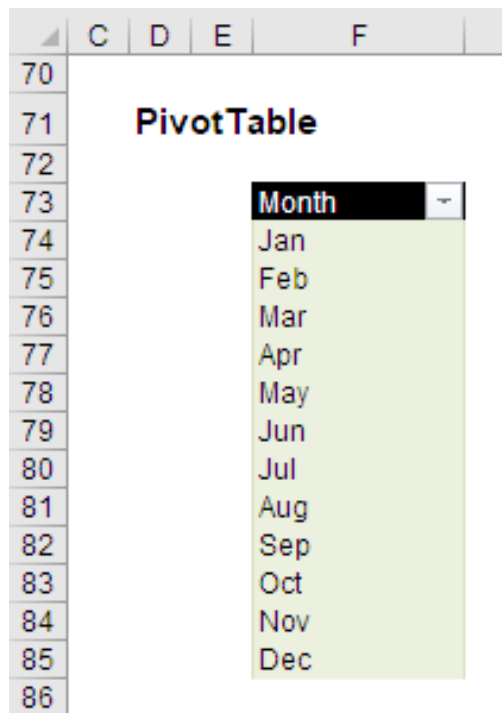 C D E F
70
71 PivotTable
72
73 Month
74 Jan
75 Feb
76 Mar
77 Apr
78 May
79 Jun
80 Jul
81 Aug
82 Sep
83 Oct
84 Nov
85 Dec
86